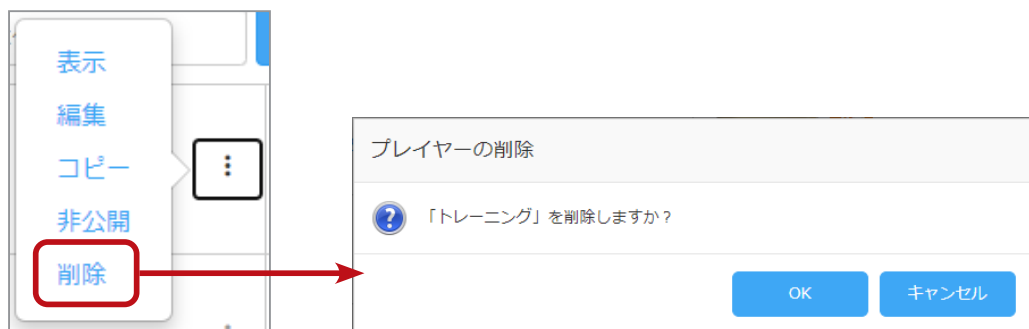 表示
編集
コピー
非公開
削除
プレイヤーの削除
「トレーニング」を削除しますか？
OK
キャンセル